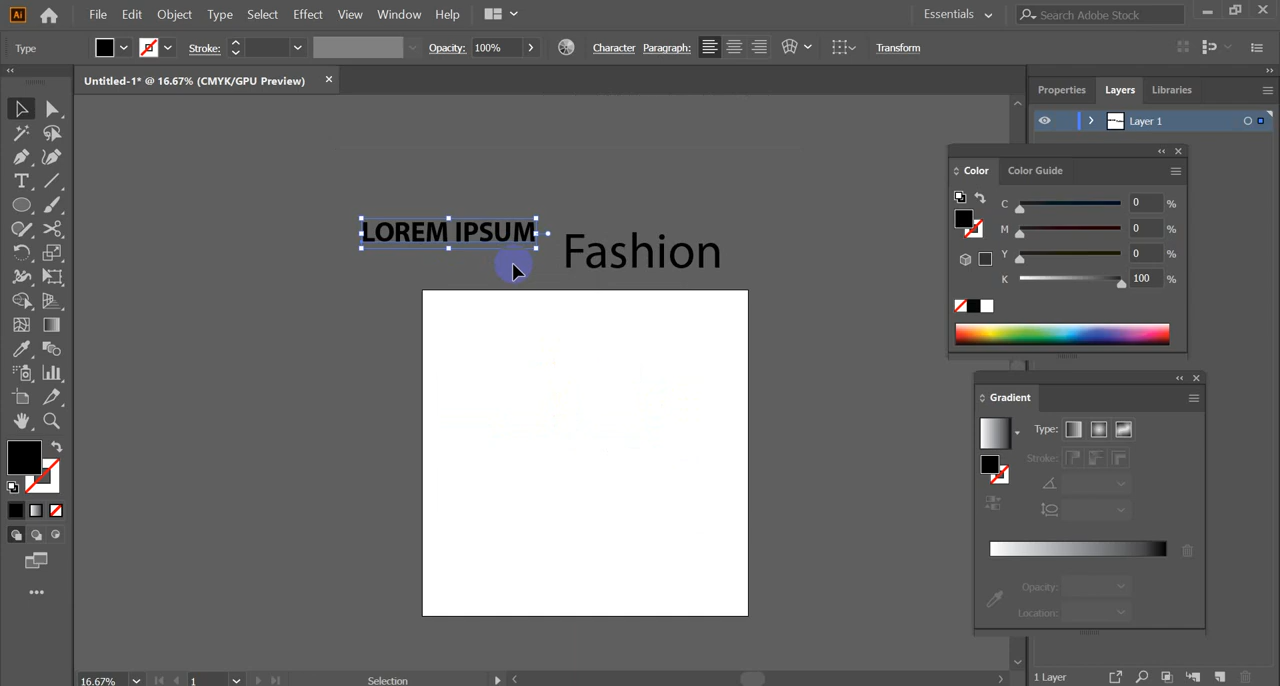 Ai File Edit Object Type Select Effect View Window Help Essentials Search Adobe Stock
Type Stroke: Opacity: 100% Character Paragraph: Transform
Untitled-1* @ 16.67% (CMYK/GPU Preview)
Properties Layers Libraries
Layer 1
Color Color Guide
C 0 %
M 0 %
Y 0 %
K 100 %
LOREM IPSUM
Fashion
Gradient
Type:
Stroke:
Opacity:
Location:
16.67% 1 Selection
1 Layer